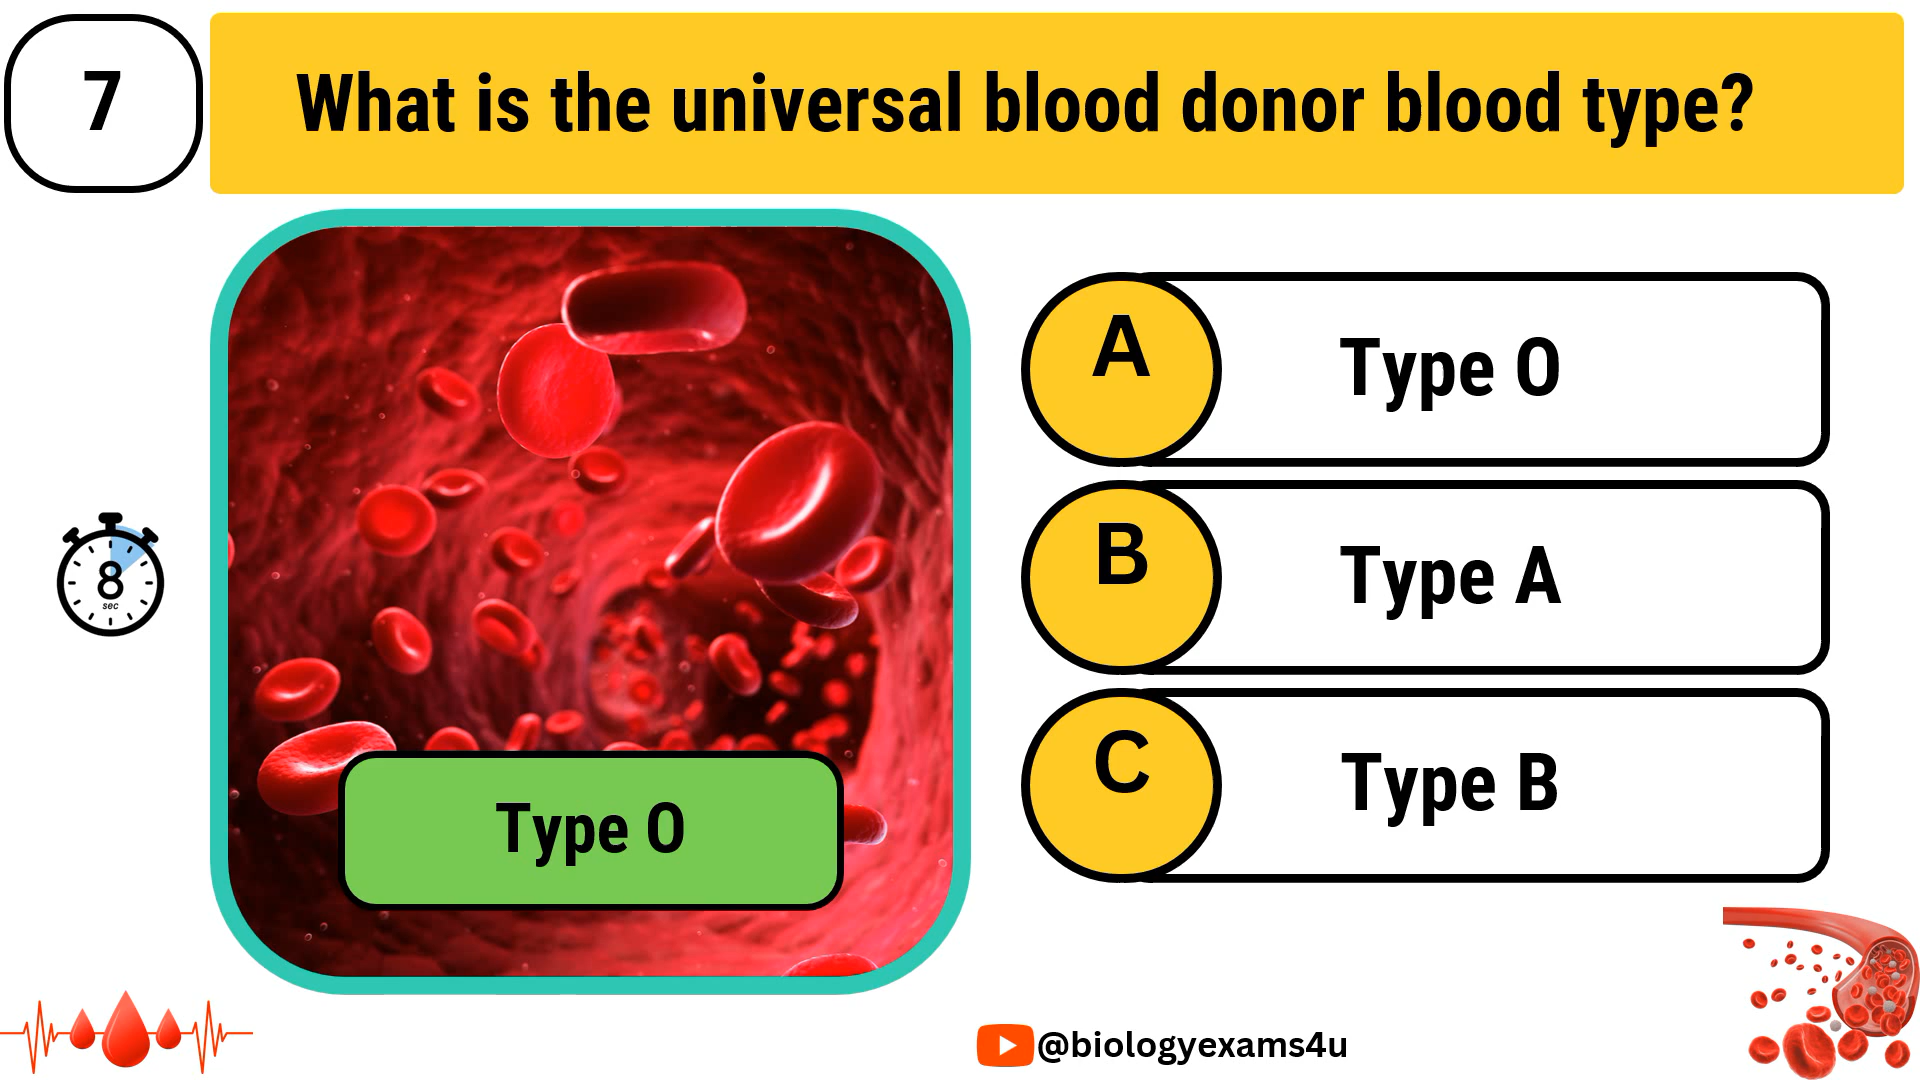 7
What is the universal blood donor blood type?
A
Type O
B
Type A
C
Type B
8
sec
Type O
@biologyexams4u